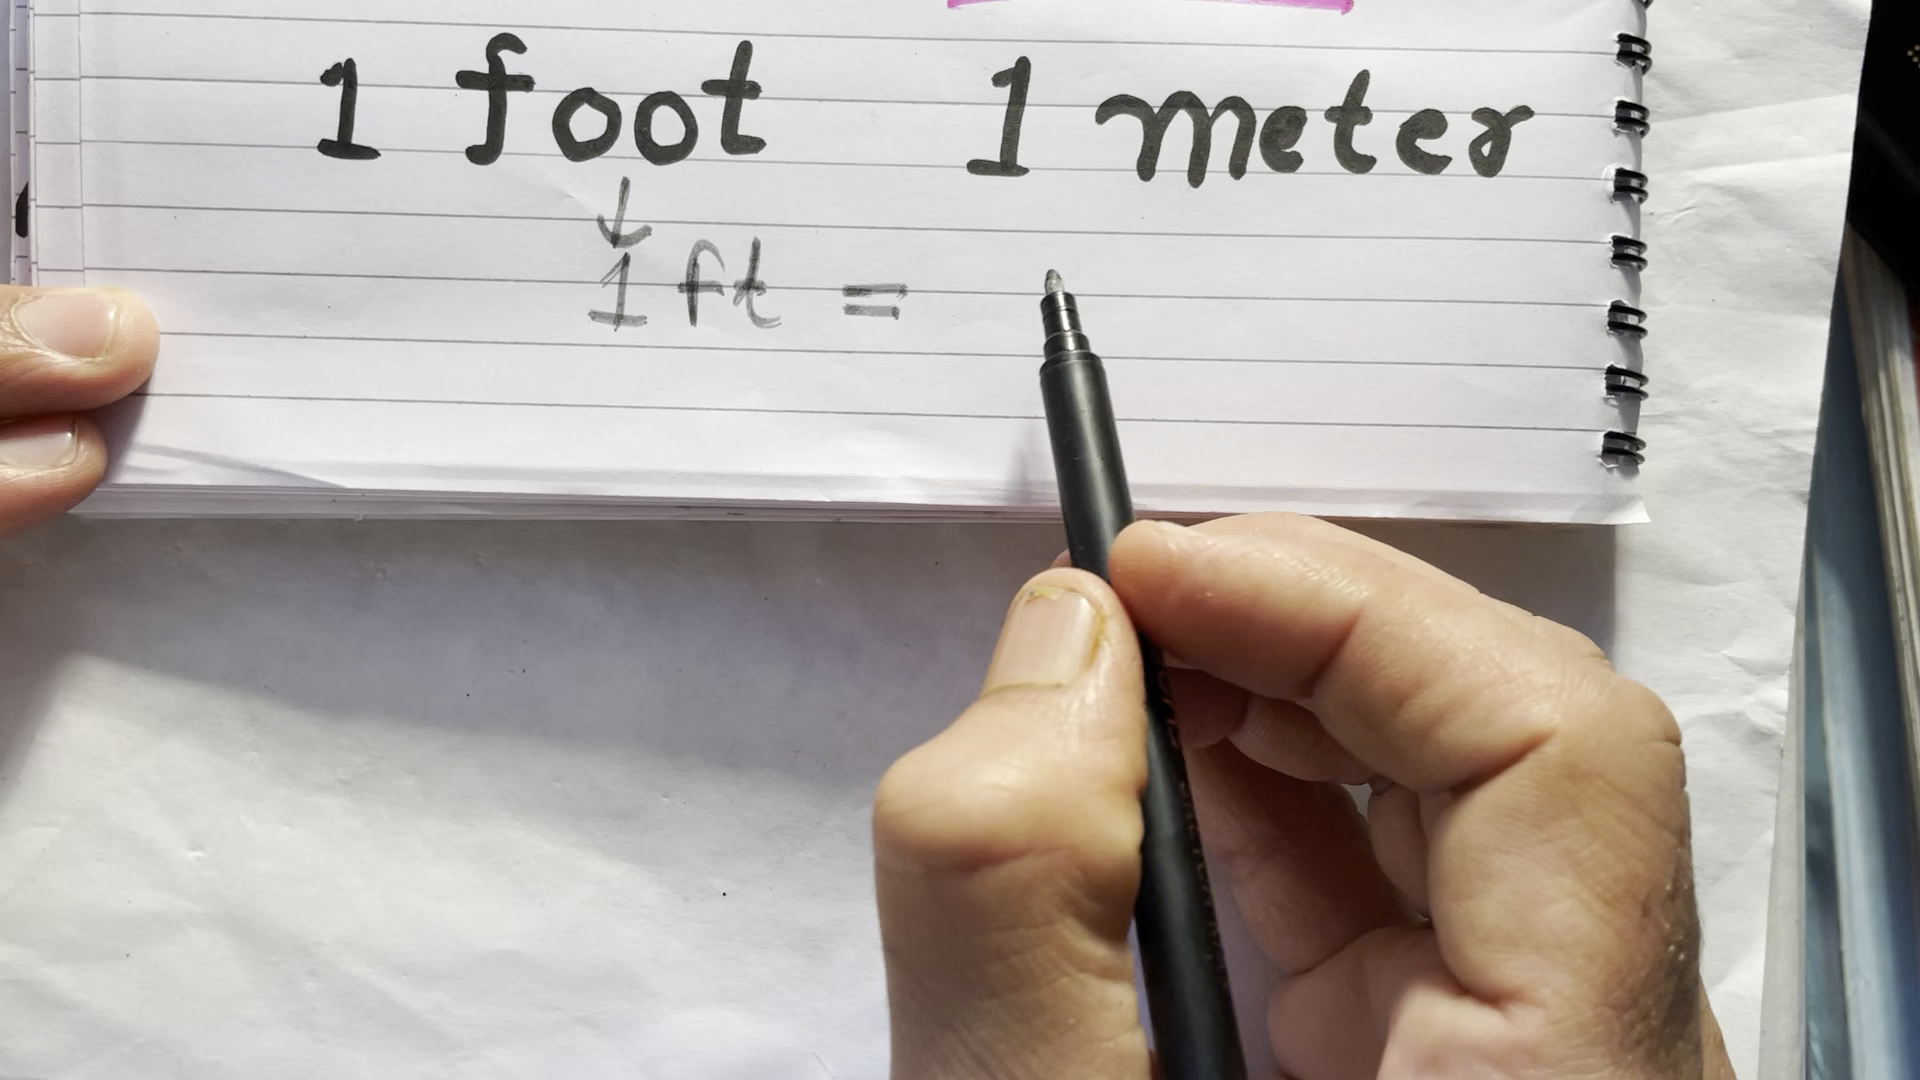 1 foot 1 meter
↓
1 ft =